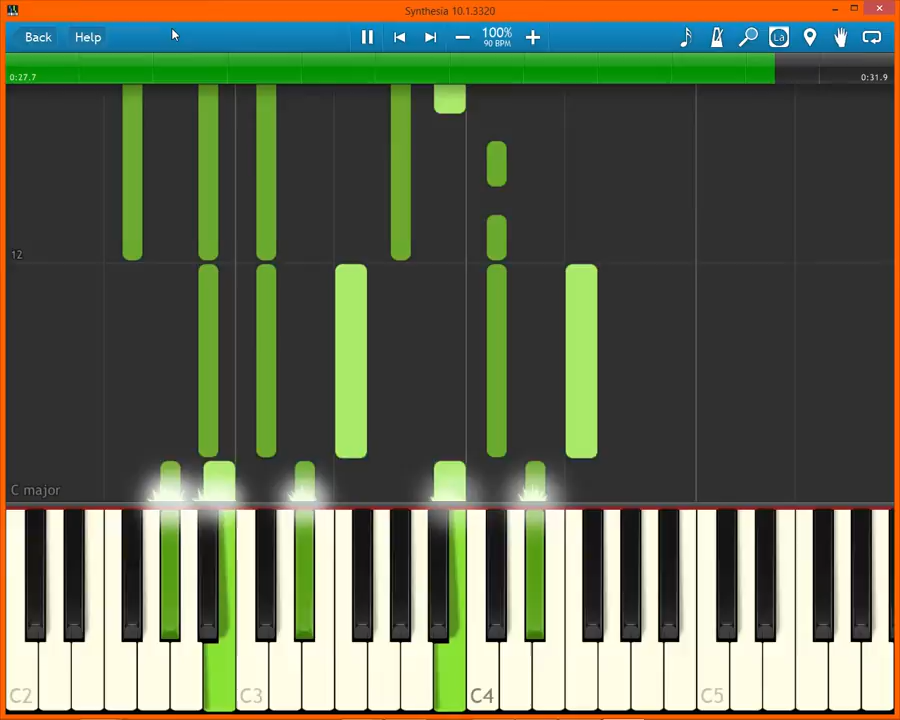 Synthesia 10.1.3320
Back Help 100% La
90 BPM
0:27.7 0:31.9
12
C major
C2 C3 C4 C5